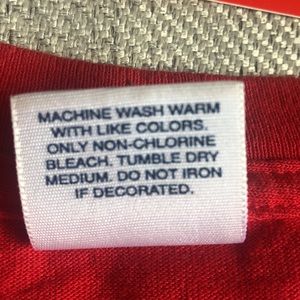 MACHINE WASH WARM
WITH LIKE COLORS.
ONLY NON-CHLORINE
BLEACH. TUMBLE DRY
MEDIUM. DO NOT IRON
IF DECORATED.